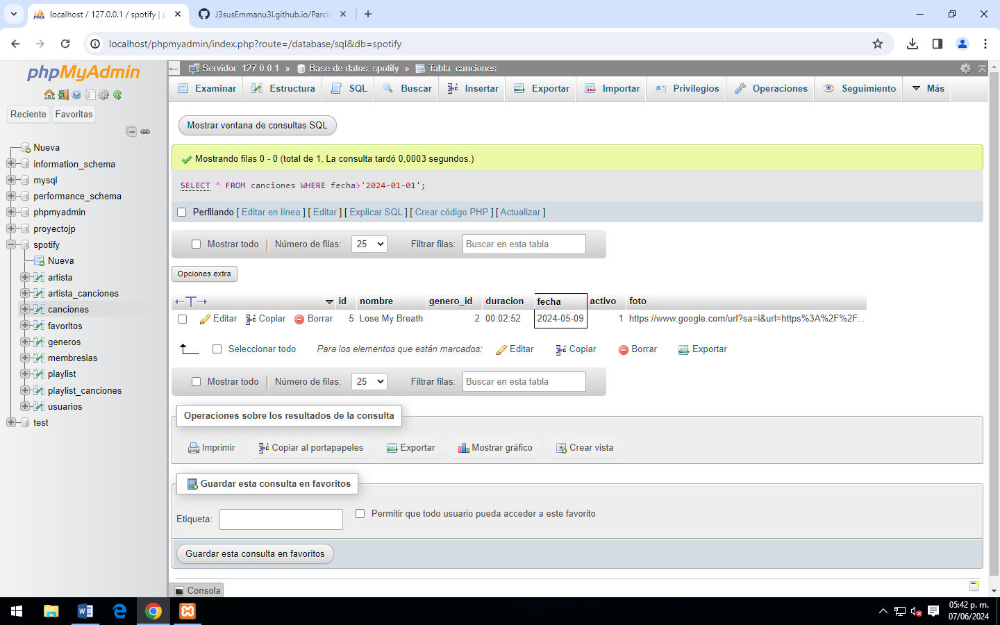 localhost / 127.0.0.1 / spotify | p
J3susEmmanu3l.github.io/Parcia
localhost/phpmyadmin/index.php?route=/database/sql&db=spotify
phpMyAdmin
Reciente Favoritas
Nueva
information_schema
mysql
performance_schema
phpmyadmin
proyectojp
spotify
Nueva
artista
artista_canciones
canciones
favoritos
generos
membresias
playlist
playlist_canciones
usuarios
test
Servidor: 127.0.0.1 » Base de datos: spotify » Tabla: canciones
Examinar Estructura SQL Buscar Insertar Exportar Importar Privilegios Operaciones Seguimiento Más
Mostrar ventana de consultas SQL
Mostrando filas 0 - 0 (total de 1, La consulta tardó 0,0003 segundos.)
SELECT * FROM canciones WHERE fecha>'2024-01-01';
Perfilando [ Editar en línea ] [ Editar ] [ Explicar SQL ] [ Crear código PHP ] [ Actualizar ]
Mostrar todo | Número de filas: 25 Filtrar filas: Buscar en esta tabla
Opciones extra
←T→ id nombre genero_id duracion fecha activo foto
Editar Copiar Borrar 5 Lose My Breath 2 00:02:52 2024-05-09 1 https://www.google.com/url?sa=i&url=https%3A%2F%2F...
Seleccionar todo Para los elementos que están marcados: Editar Copiar Borrar Exportar
Mostrar todo | Número de filas: 25 Filtrar filas: Buscar en esta tabla
Operaciones sobre los resultados de la consulta
Imprimir Copiar al portapapeles Exportar Mostrar gráfico Crear vista
Guardar esta consulta en favoritos
Etiqueta: Permitir que todo usuario pueda acceder a este favorito
Guardar esta consulta en favoritos
Consola
05:42 p. m.
07/06/2024